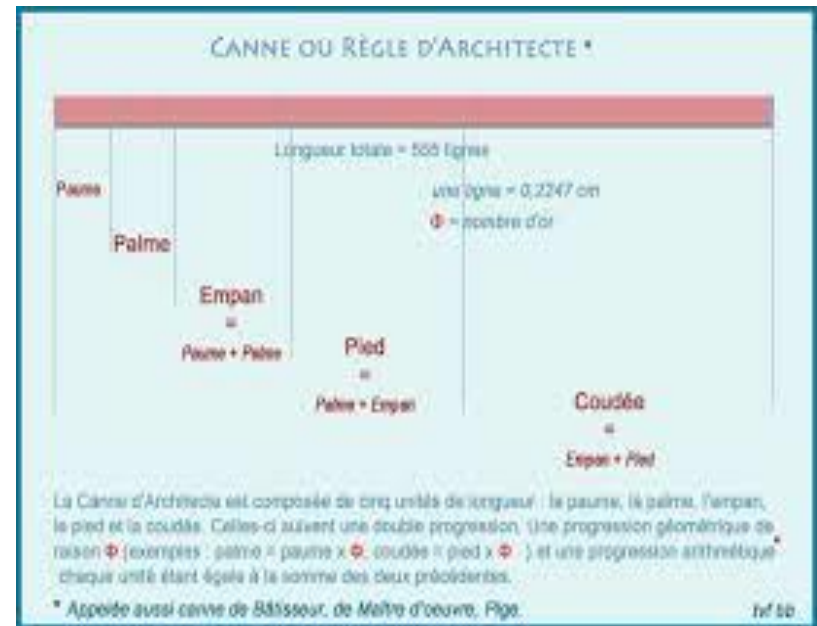 CANNE OU RÈGLE D'ARCHITECTE *
Longueur totale = 555 lignes
Paume
une ligne = 0,2247 cm
Φ = nombre d'or
Palme
Empan
=
Paume + Palme
Pied
=
Palme + Empan
Coudée
=
Empan + Pied
La Canne d'Architecte est composée de cinq unités de longueur : la paume, la palme, l'empan,
le pied et la coudée. Celles-ci suivent une double progression. Une progression géométrique de
raison Φ (exemples : palme = paume x Φ, coudée = pied x Φ ) et une progression arithmétique *
chaque unité étant égale à la somme des deux précédentes.
* Appelée aussi canne de Bâtisseur, de Maître d'oeuvre, Pige.